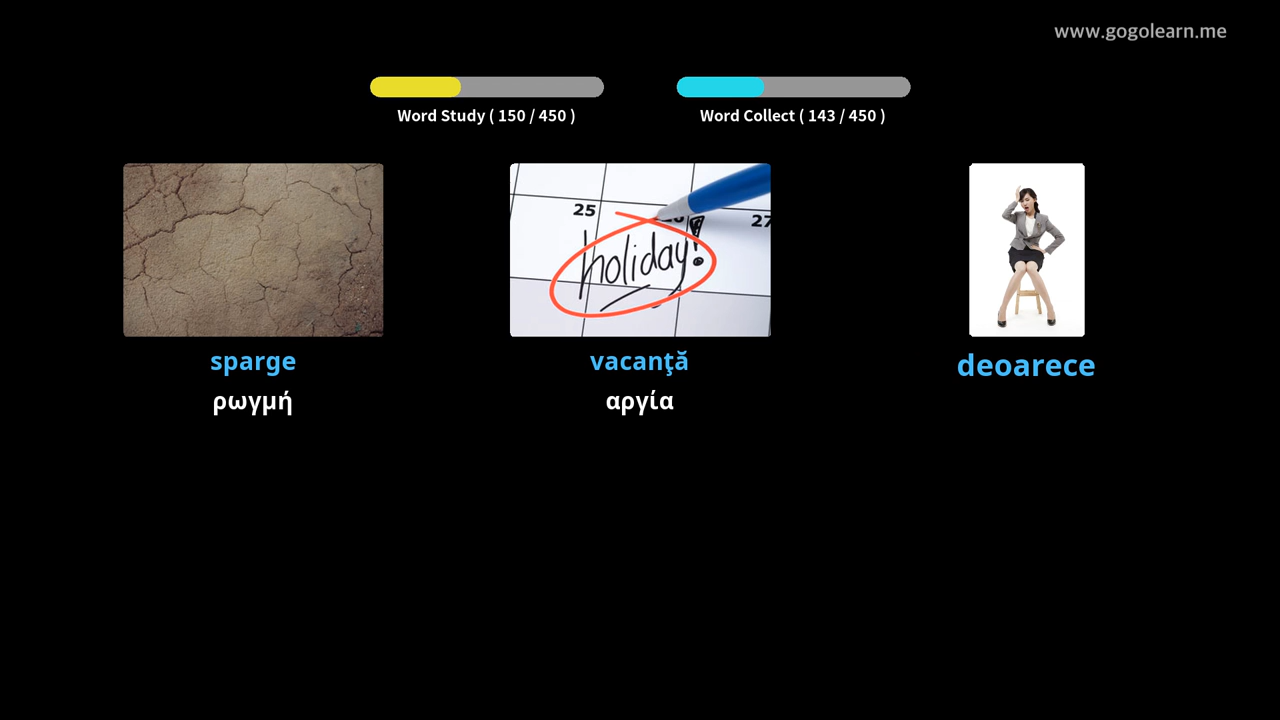 www.gogolearn.me
Word Study ( 150 / 450 )
Word Collect ( 143 / 450 )
25
27
holiday!
sparge
ρωγμή
vacanţă
αργία
deoarece